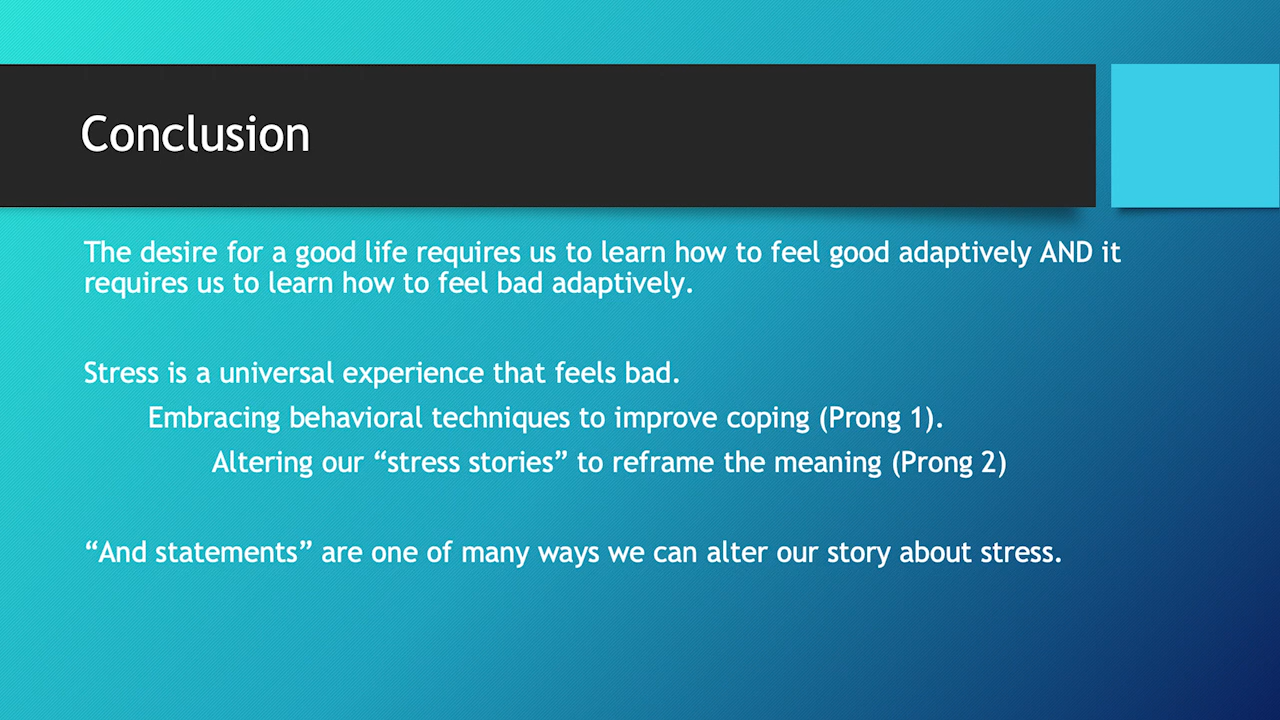 Conclusion
The desire for a good life requires us to learn how to feel good adaptively AND it
requires us to learn how to feel bad adaptively.
Stress is a universal experience that feels bad.
Embracing behavioral techniques to improve coping (Prong 1).
Altering our “stress stories” to reframe the meaning (Prong 2)
“And statements” are one of many ways we can alter our story about stress.